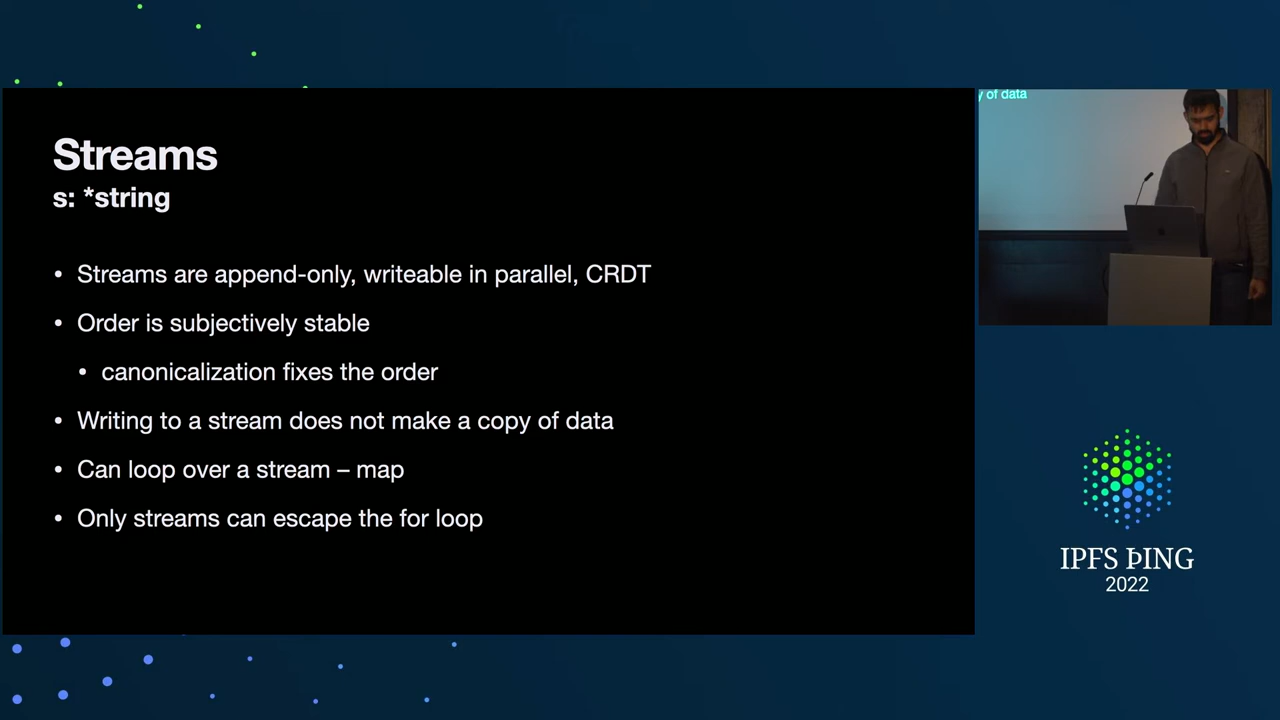 Streams
s: *string
• Streams are append-only, writeable in parallel, CRDT
• Order is subjectively stable
• canonicalization fixes the order
• Writing to a stream does not make a copy of data
• Can loop over a stream – map
• Only streams can escape the for loop
y of data
IPFS ÞING
2022